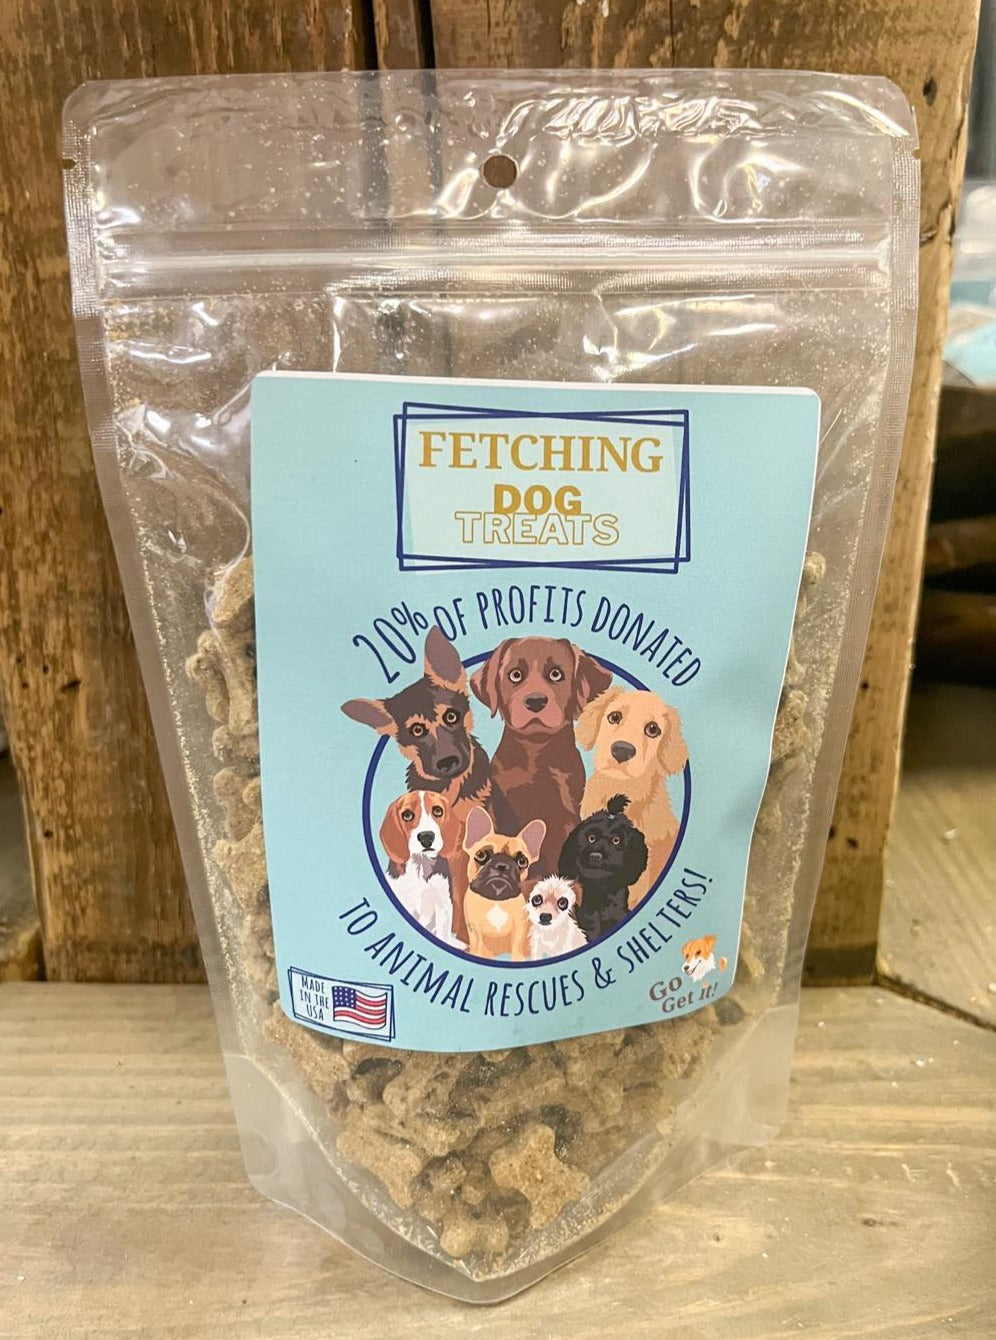 FETCHING
DOG
TREATS
20% OF PROFITS DONATED
TO ANIMAL RESCUES & SHELTERS!
MADE
IN THE
USA
Go
Get it!